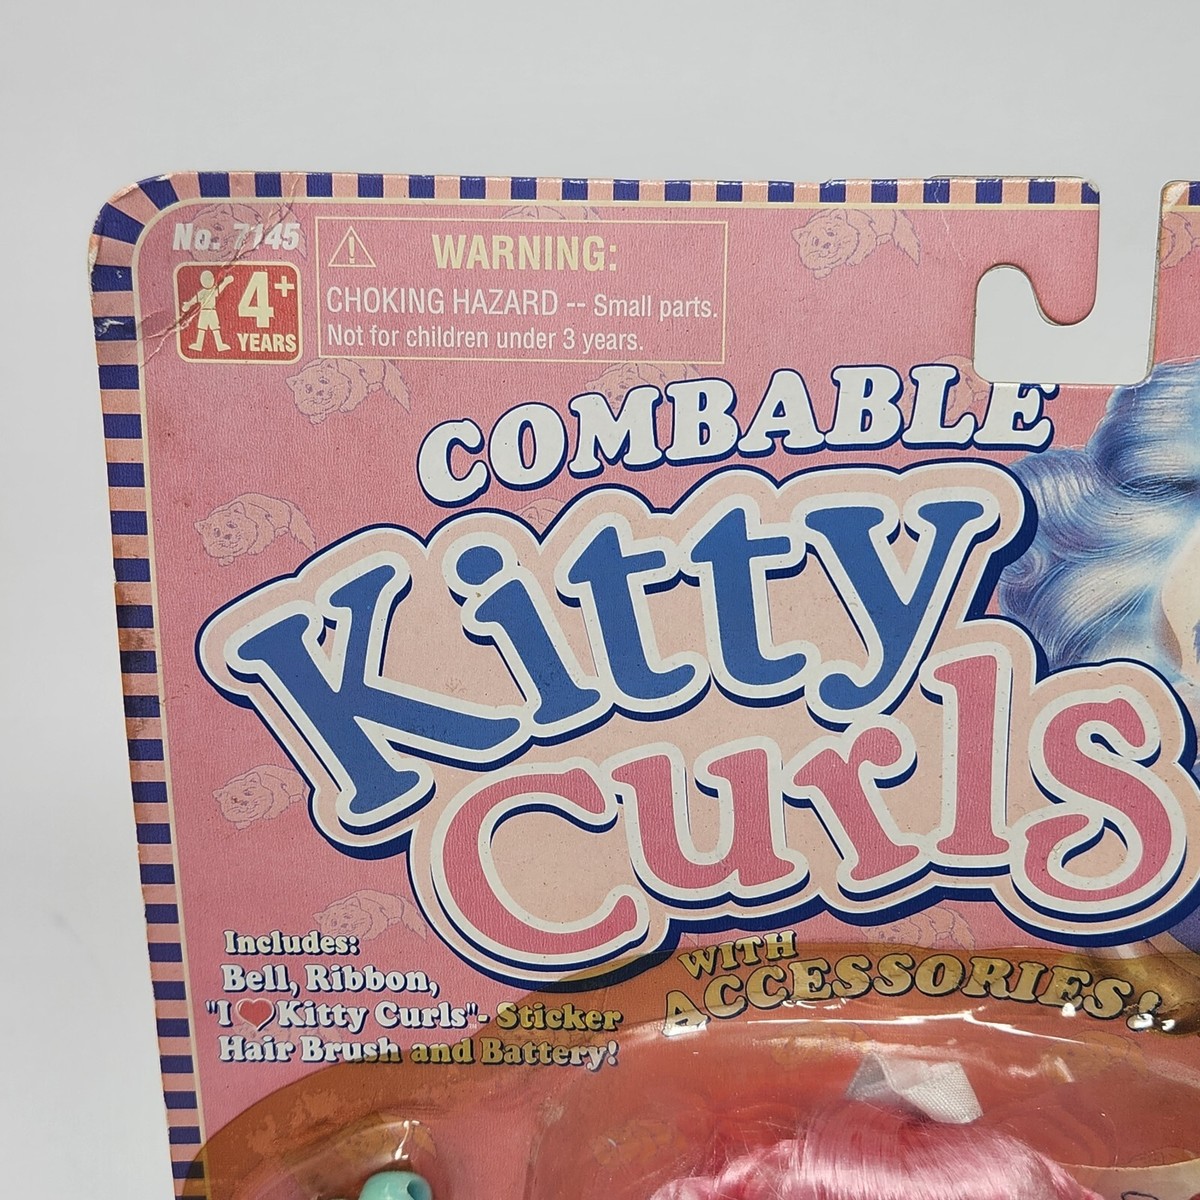 No. 7145
4+
YEARS
WARNING:
CHOKING HAZARD -- Small parts.
Not for children under 3 years.
COMBABLE
Kitty
Curls
WITH
ACCESSORIES!
Includes:
Bell, Ribbon,
"I ♥ Kitty Curls"- Sticker
Hair Brush and Battery!